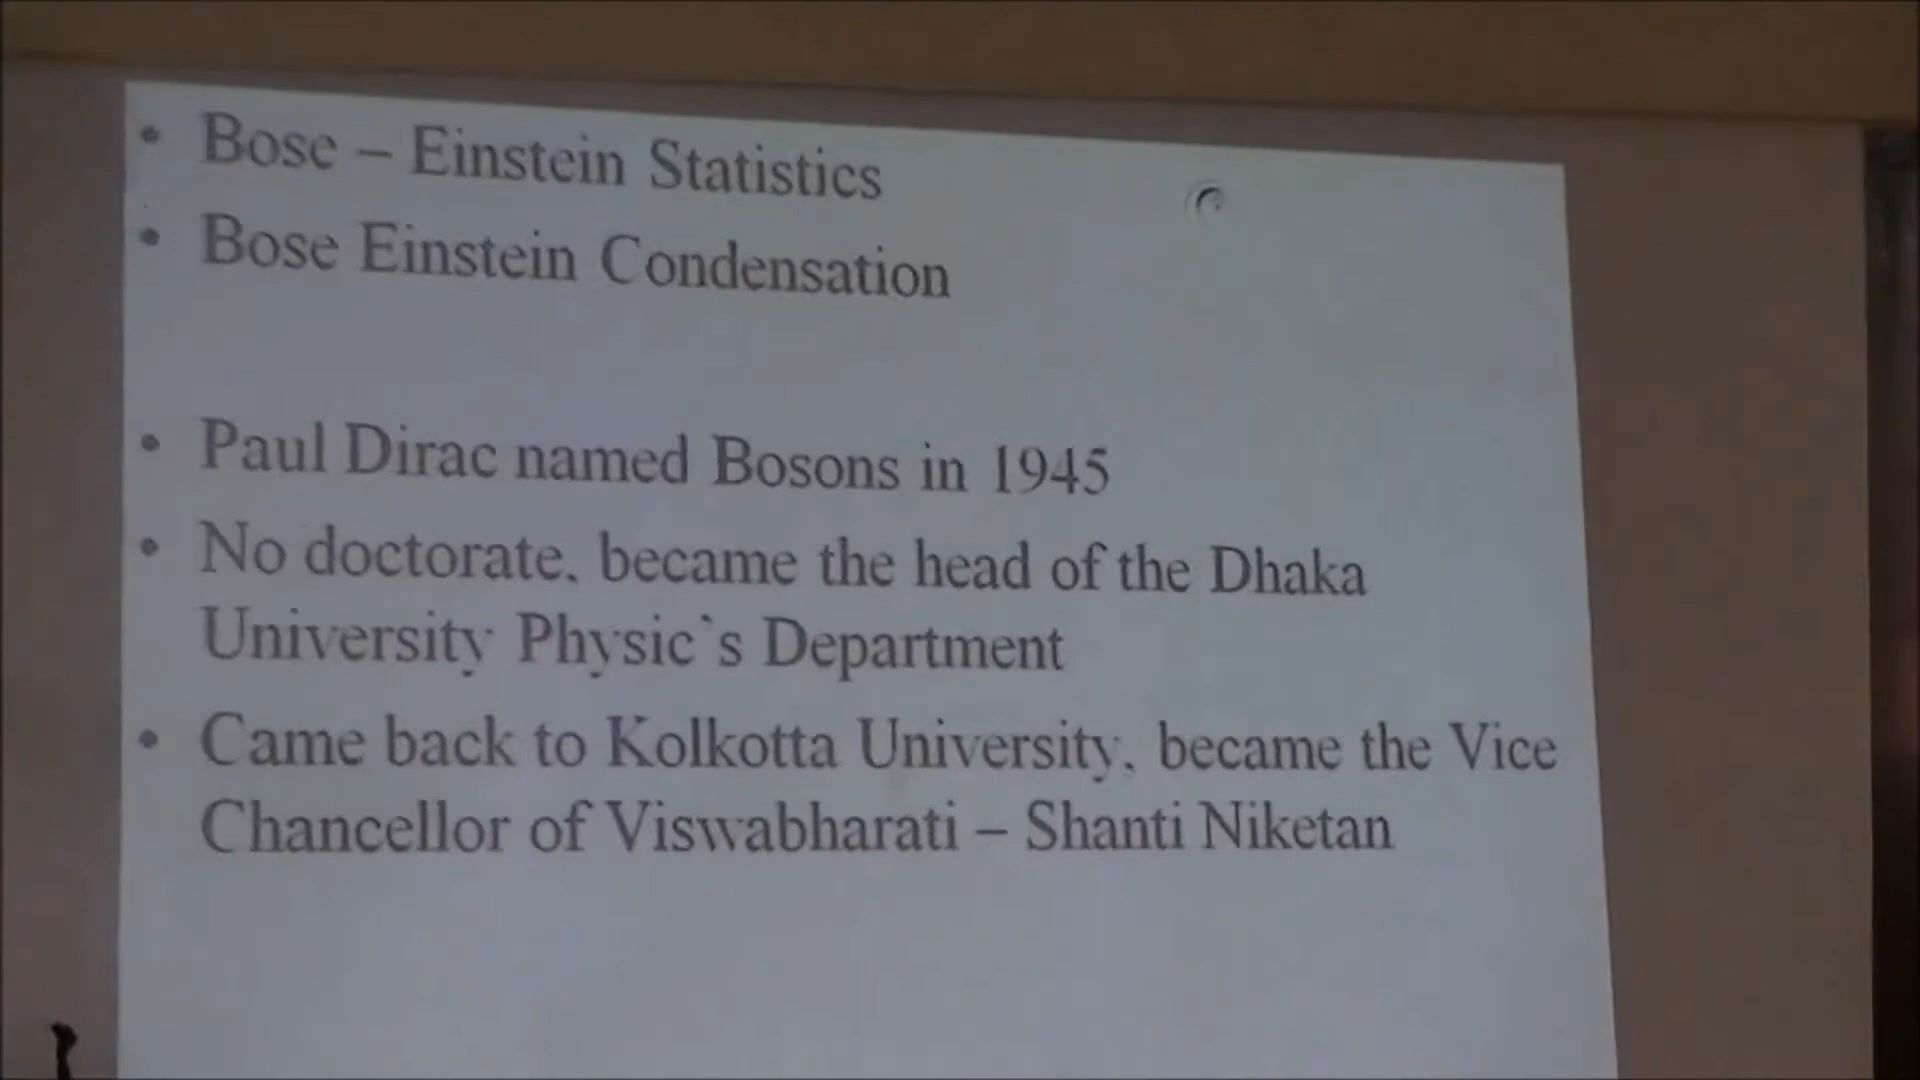 • Bose – Einstein Statistics
• Bose Einstein Condensation
• Paul Dirac named Bosons in 1945
• No doctorate, became the head of the Dhaka
University Physic`s Department
• Came back to Kolkotta University, became the Vice
Chancellor of Viswabharati – Shanti Niketan